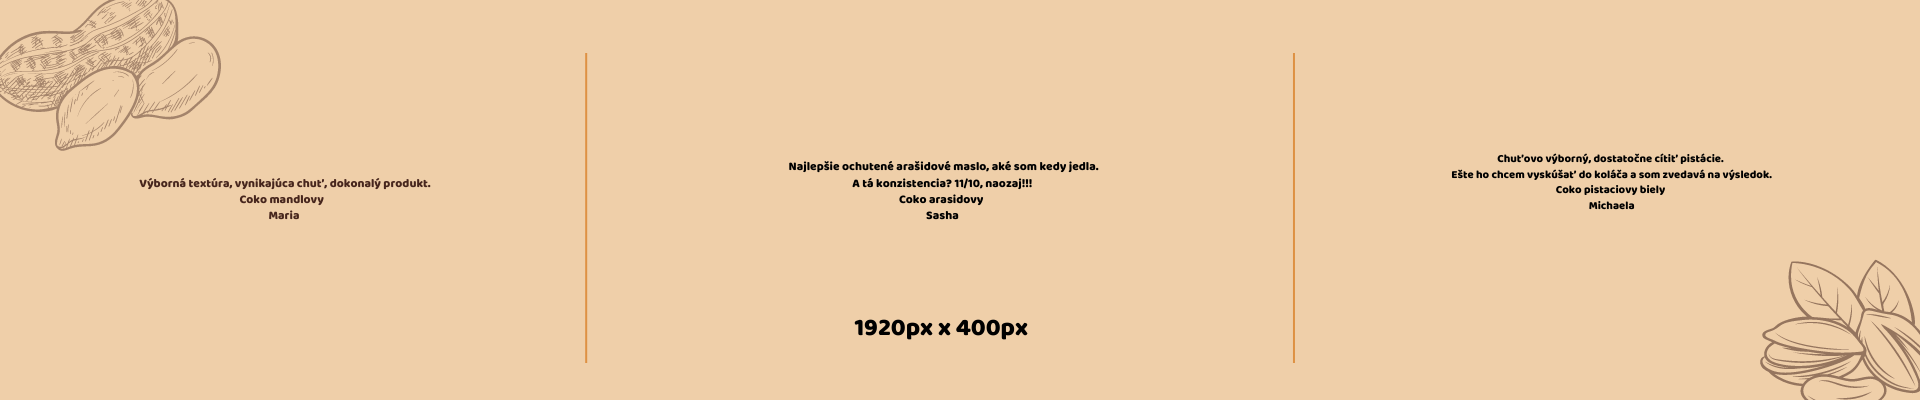 Výborná textúra, vynikajúca chuť, dokonalý produkt.
Coko mandlovy
Maria
Najlepšie ochutené arašidové maslo, aké som kedy jedla.
A tá konzistencia? 11/10, naozaj!!!
Coko arasidovy
Sasha
Chuťovo výborný, dostatočne cítiť pistácie.
Ešte ho chcem vyskúšať do koláča a som zvedavá na výsledok.
Coko pistaciovy biely
Michaela
1920px x 400px